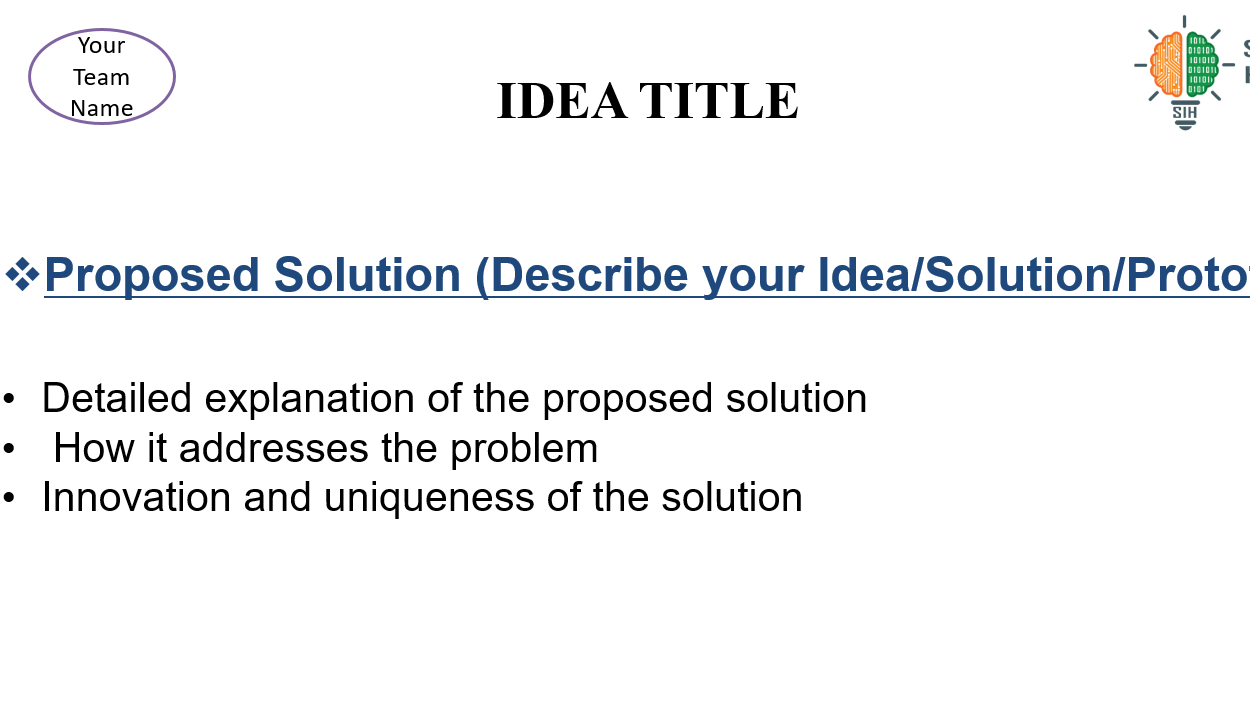 Your
Team
Name
IDEA TITLE
SIH
❖Proposed Solution (Describe your Idea/Solution/Proto
• Detailed explanation of the proposed solution
• How it addresses the problem
• Innovation and uniqueness of the solution